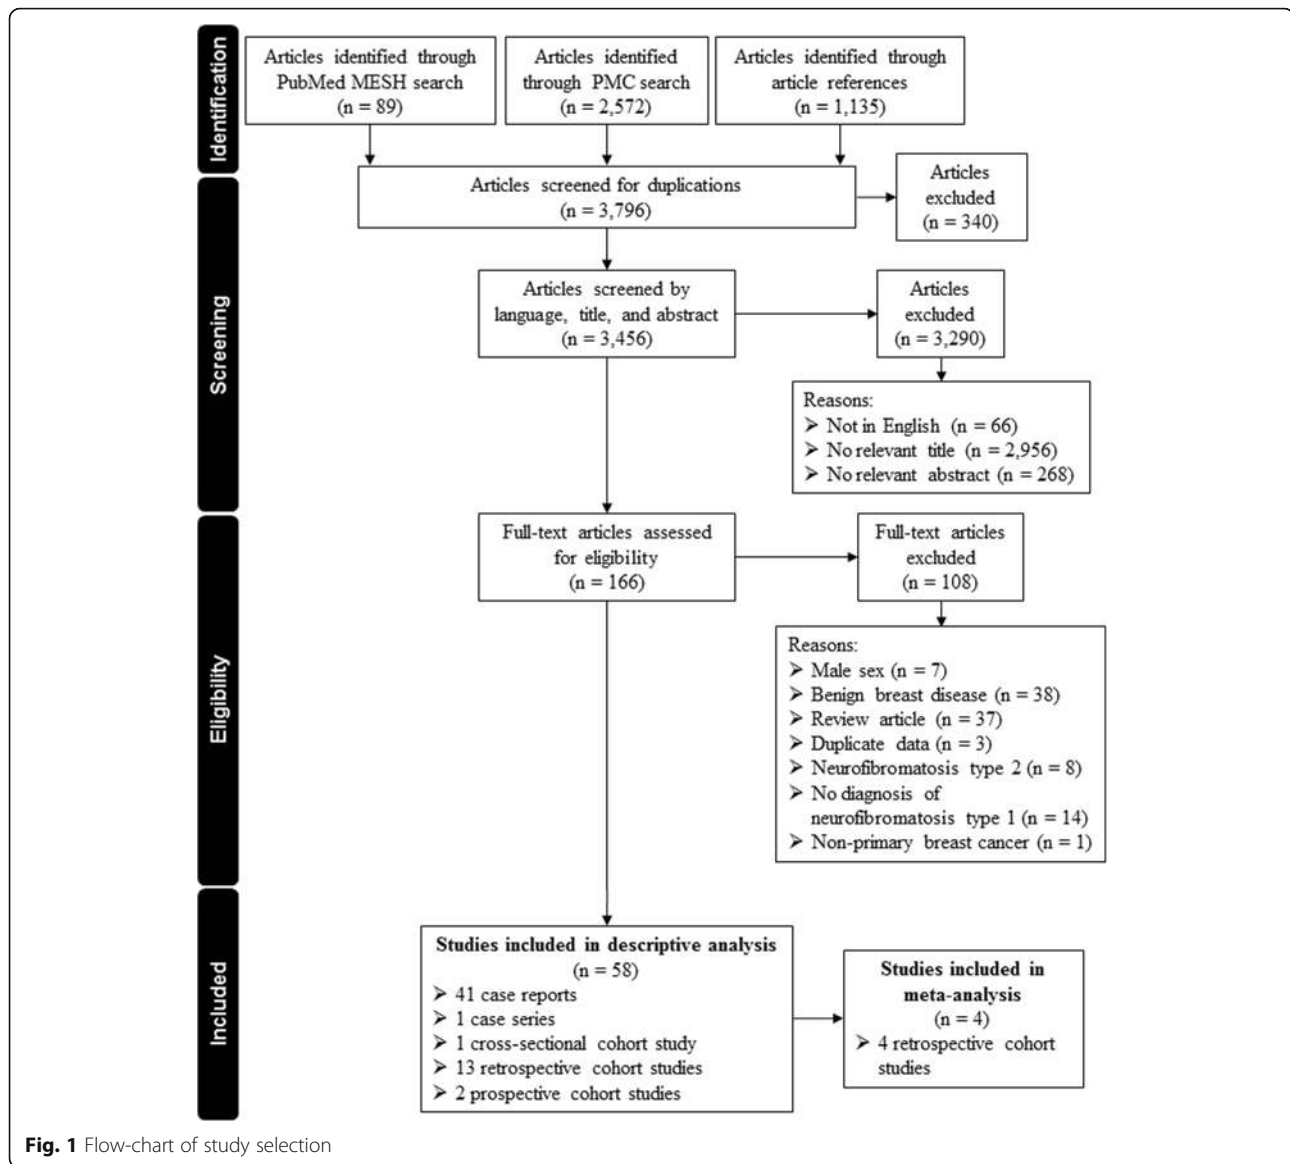 Identification
Articles identified through
PubMed MESH search
(n = 89)
Articles identified
through PMC search
(n = 2,572)
Articles identified through
article references
(n = 1,135)
Screening
Articles screened for duplications
(n = 3,796)
Articles
excluded
(n = 340)
Articles screened by
language, title, and abstract
(n = 3,456)
Articles
excluded
(n = 3,290)
Reasons:
➢ Not in English (n = 66)
➢ No relevant title (n = 2,956)
➢ No relevant abstract (n = 268)
Eligibility
Full-text articles assessed
for eligibility
(n = 166)
Full-text articles
excluded
(n = 108)
Reasons:
➢ Male sex (n = 7)
➢ Benign breast disease (n = 38)
➢ Review article (n = 37)
➢ Duplicate data (n = 3)
➢ Neurofibromatosis type 2 (n = 8)
➢ No diagnosis of
neurofibromatosis type 1 (n = 14)
➢ Non-primary breast cancer (n = 1)
Included
Studies included in descriptive analysis
(n = 58)
➢ 41 case reports
➢ 1 case series
➢ 1 cross-sectional cohort study
➢ 13 retrospective cohort studies
➢ 2 prospective cohort studies
Studies included in
meta-analysis
(n = 4)
➢ 4 retrospective cohort
studies
Fig. 1 Flow-chart of study selection